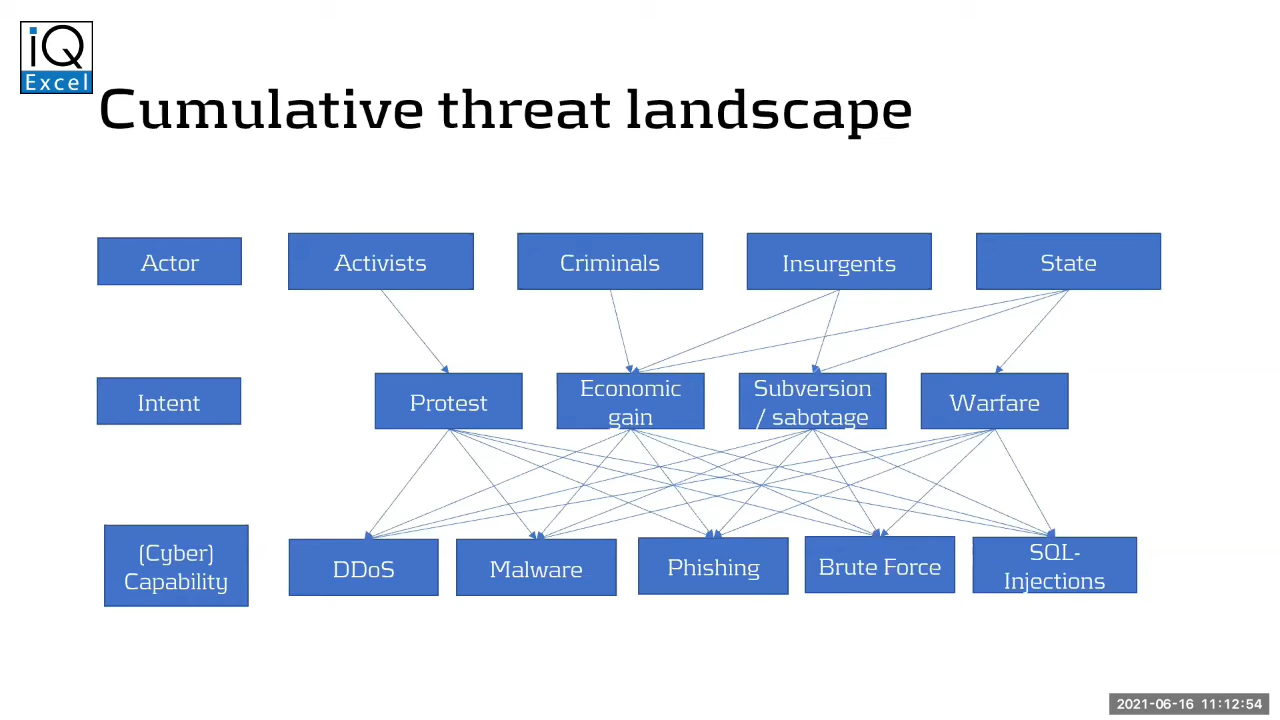 iQ
Excel
Cumulative threat landscape
Actor
Activists
Criminals
Insurgents
State
Intent
Protest
Economic
gain
Subversion
/ sabotage
Warfare
(Cyber)
Capability
DDoS
Malware
Phishing
Brute Force
SQL-
Injections
2021-06-16 11:12:54